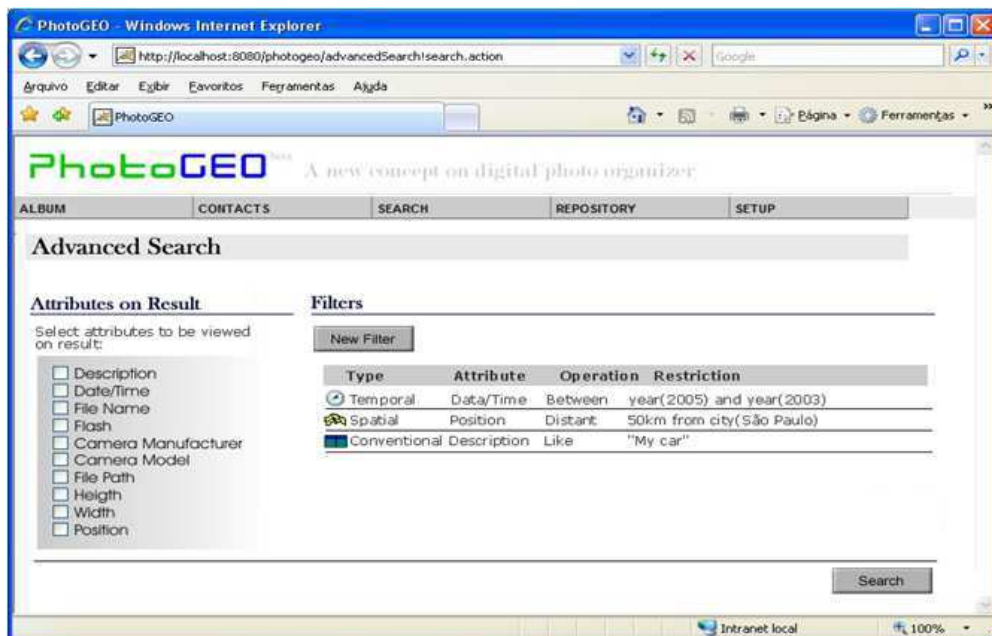 PhotoGEO - Windows Internet Explorer
http://localhost:8080/photogeo/advancedSearch!search.action
Google
Arquivo Editar Exibir Favoritos Ferramentas Ajuda
PhotoGEO
Página
Ferramentas
PhotoGEO A new concept on digital photo organizer
ALBUM CONTACTS SEARCH REPOSITORY SETUP
Advanced Search
Attributes on Result
Select attributes to be viewed
on result:
Description
Date/Time
File Name
Flash
Camera Manufacturer
Camera Model
File Path
Heigth
Width
Position
Filters
New Filter
Type Attribute Operation Restriction
Temporal Data/Time Between year(2005) and year(2003)
Spatial Position Distant 50km from city(São Paulo)
Conventional Description Like "My car"
Search
Intranet local 100%